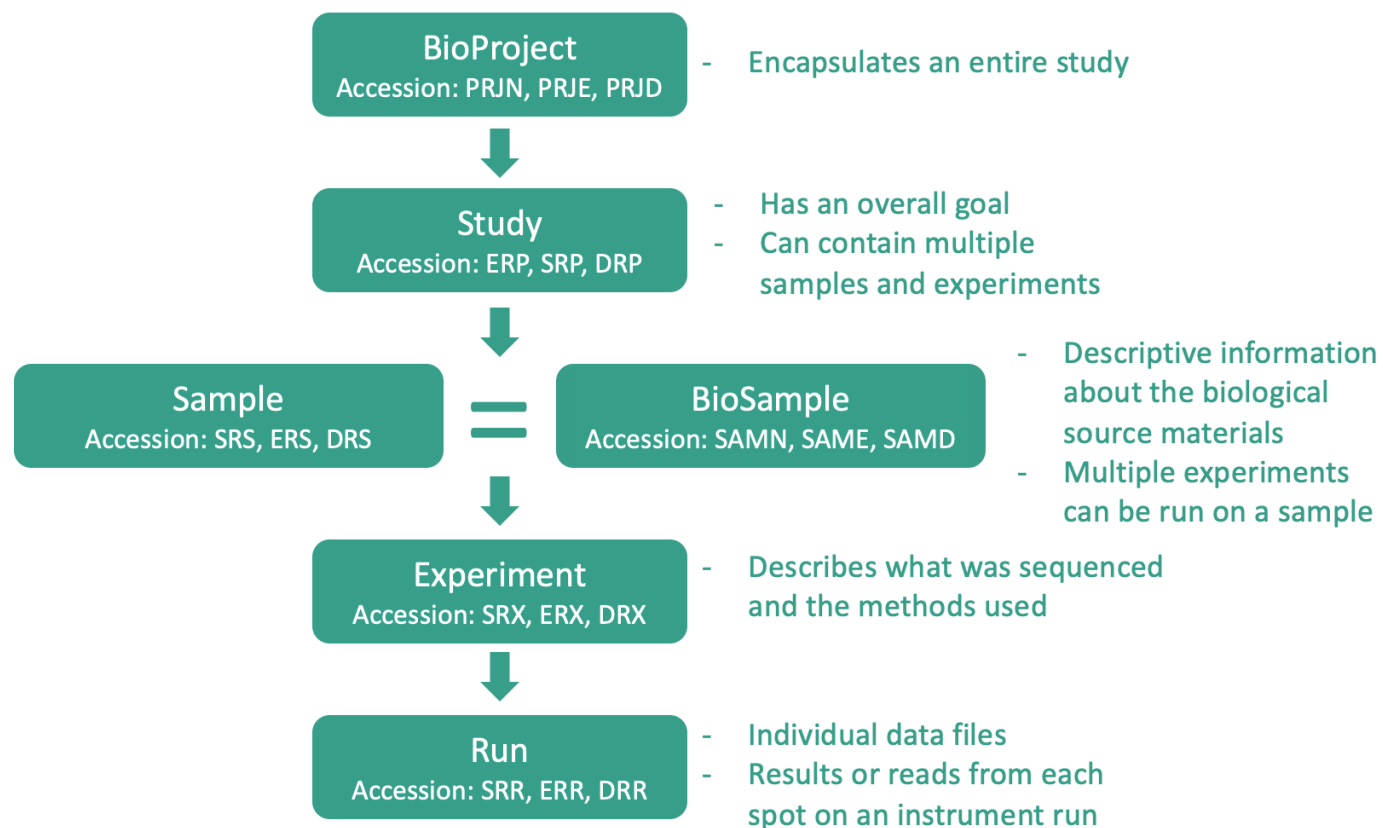 BioProject
Accession: PRJN, PRJE, PRJD
- Encapsulates an entire study
Study
Accession: ERP, SRP, DRP
- Has an overall goal
- Can contain multiple
samples and experiments
Sample
Accession: SRS, ERS, DRS
=
BioSample
Accession: SAMN, SAME, SAMD
- Descriptive information
about the biological
source materials
- Multiple experiments
can be run on a sample
Experiment
Accession: SRX, ERX, DRX
- Describes what was sequenced
and the methods used
Run
Accession: SRR, ERR, DRR
- Individual data files
- Results or reads from each
spot on an instrument run